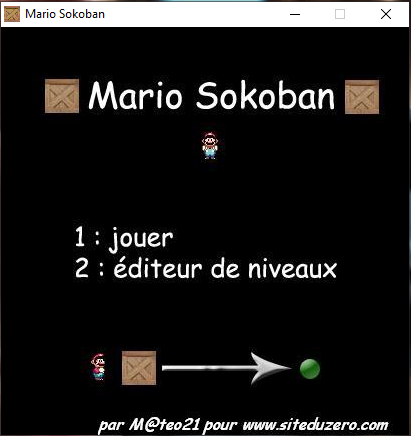 Mario Sokoban
Mario Sokoban
1 : jouer
2 : éditeur de niveaux
par M@teo21 pour www.siteduzero.com